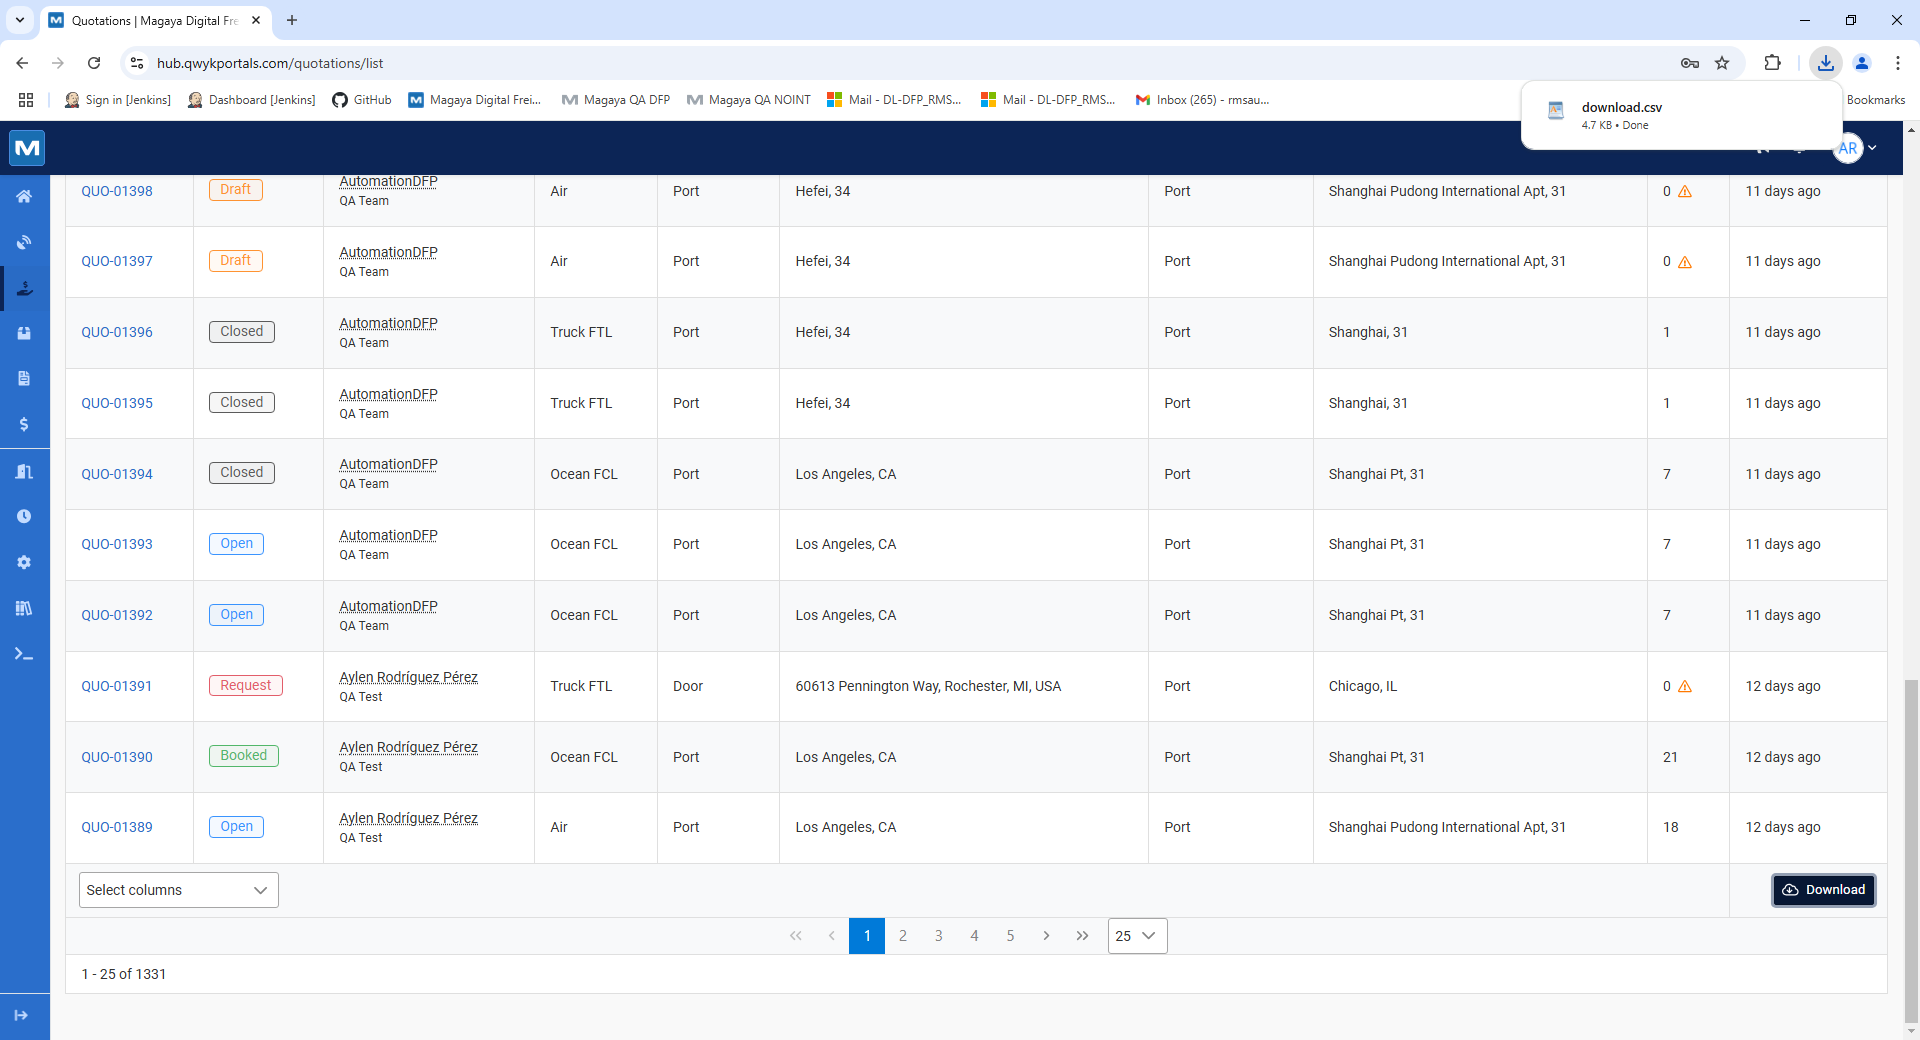 Quotations | Magaya Digital Fre
hub.qwykportals.com/quotations/list
Sign in [Jenkins]
Dashboard [Jenkins]
GitHub
Magaya Digital Frei...
Magaya QA DFP
Magaya QA NOINT
Mail - DL-DFP_RMS...
Mail - DL-DFP_RMS...
Inbox (265) - rmsau...
Bookmarks
download.csv
4.7 KB • Done
AR
QUO-01398 Draft AutomationDFP Air Port Hefei, 34 Port Shanghai Pudong International Apt, 31 0 11 days ago
QA Team
QUO-01397 Draft AutomationDFP Air Port Hefei, 34 Port Shanghai Pudong International Apt, 31 0 11 days ago
QA Team
QUO-01396 Closed AutomationDFP Truck FTL Port Hefei, 34 Port Shanghai, 31 1 11 days ago
QA Team
QUO-01395 Closed AutomationDFP Truck FTL Port Hefei, 34 Port Shanghai, 31 1 11 days ago
QA Team
QUO-01394 Closed AutomationDFP Ocean FCL Port Los Angeles, CA Port Shanghai Pt, 31 7 11 days ago
QA Team
QUO-01393 Open AutomationDFP Ocean FCL Port Los Angeles, CA Port Shanghai Pt, 31 7 11 days ago
QA Team
QUO-01392 Open AutomationDFP Ocean FCL Port Los Angeles, CA Port Shanghai Pt, 31 7 11 days ago
QA Team
QUO-01391 Request Aylen Rodríguez Pérez Truck FTL Door 60613 Pennington Way, Rochester, MI, USA Port Chicago, IL 0 12 days ago
QA Test
QUO-01390 Booked Aylen Rodríguez Pérez Ocean FCL Port Los Angeles, CA Port Shanghai Pt, 31 21 12 days ago
QA Test
QUO-01389 Open Aylen Rodríguez Pérez Air Port Los Angeles, CA Port Shanghai Pudong International Apt, 31 18 12 days ago
QA Test
Select columns
Download
1 2 3 4 5 25
1 - 25 of 1331